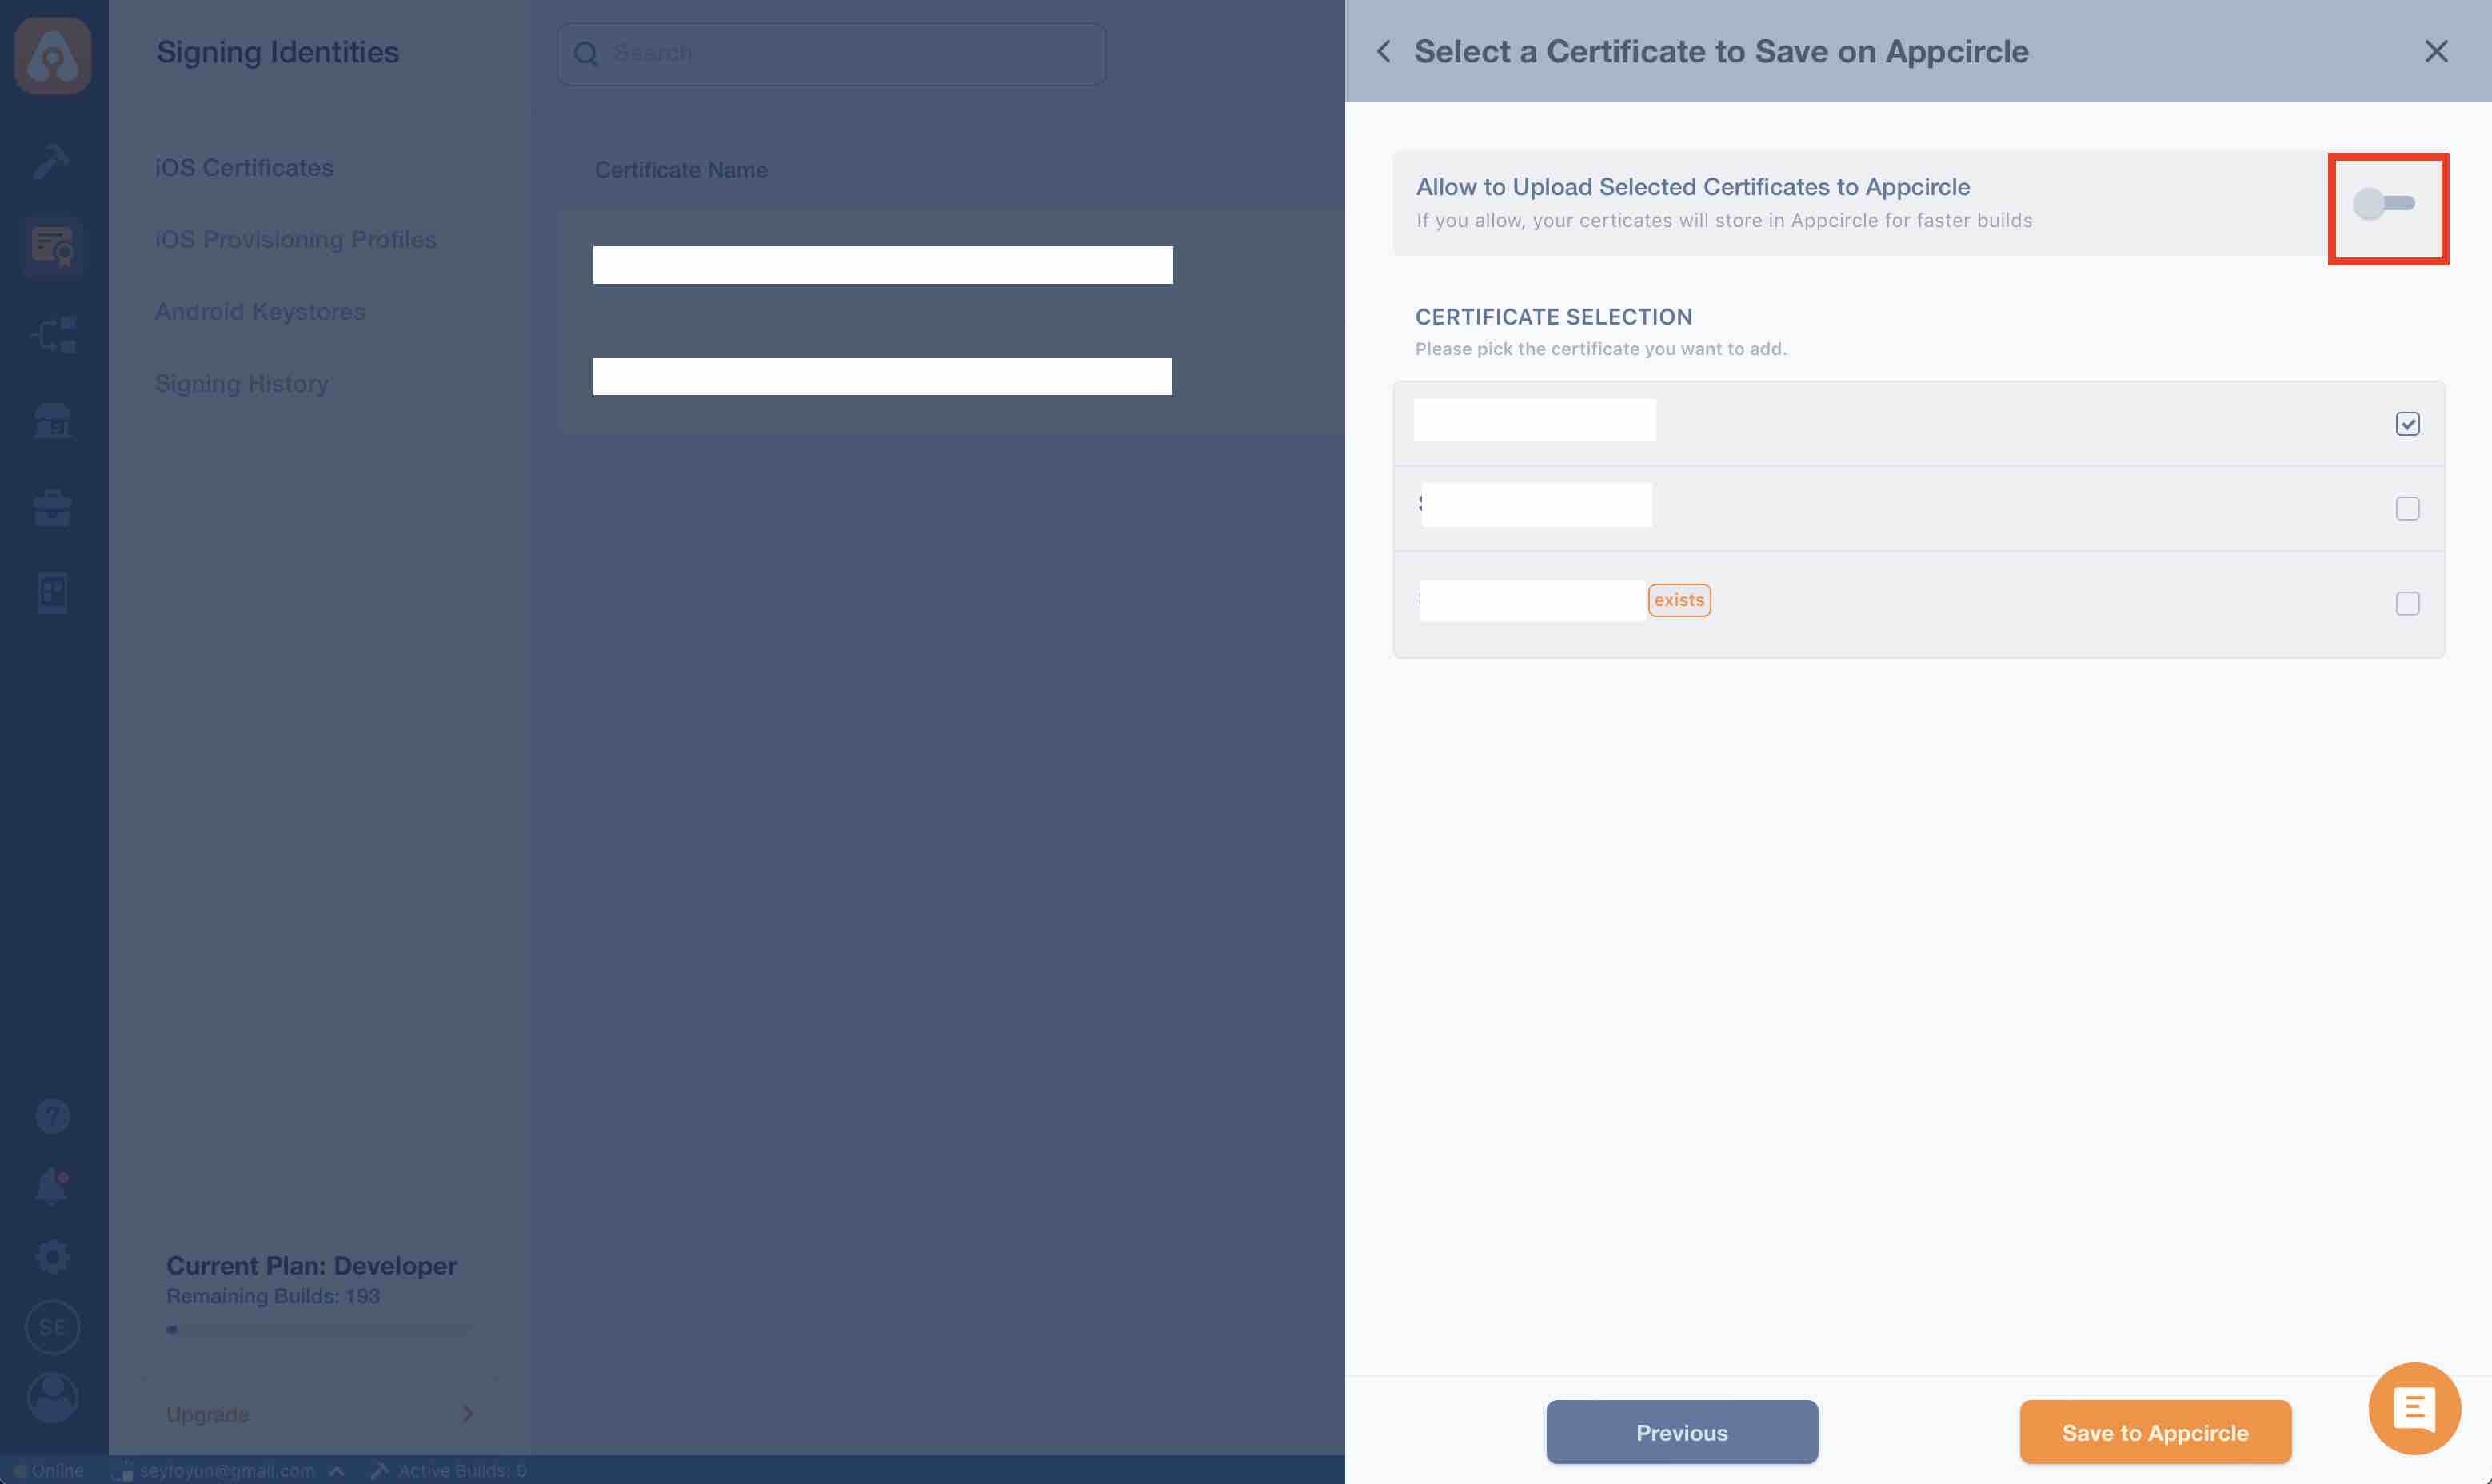 Signing Identities
Search
Select a Certificate to Save on Appcircle
iOS Certificates
iOS Provisioning Profiles
Android Keystores
Signing History
Certificate Name
Allow to Upload Selected Certificates to Appcircle
If you allow, your certicates will store in Appcircle for faster builds
CERTIFICATE SELECTION
Please pick the certificate you want to add.
exists
Current Plan: Developer
Remaining Builds: 193
SE
Upgrade
Previous
Save to Appcircle
Online
seyfoyun@gmail.com
Active Builds: 0